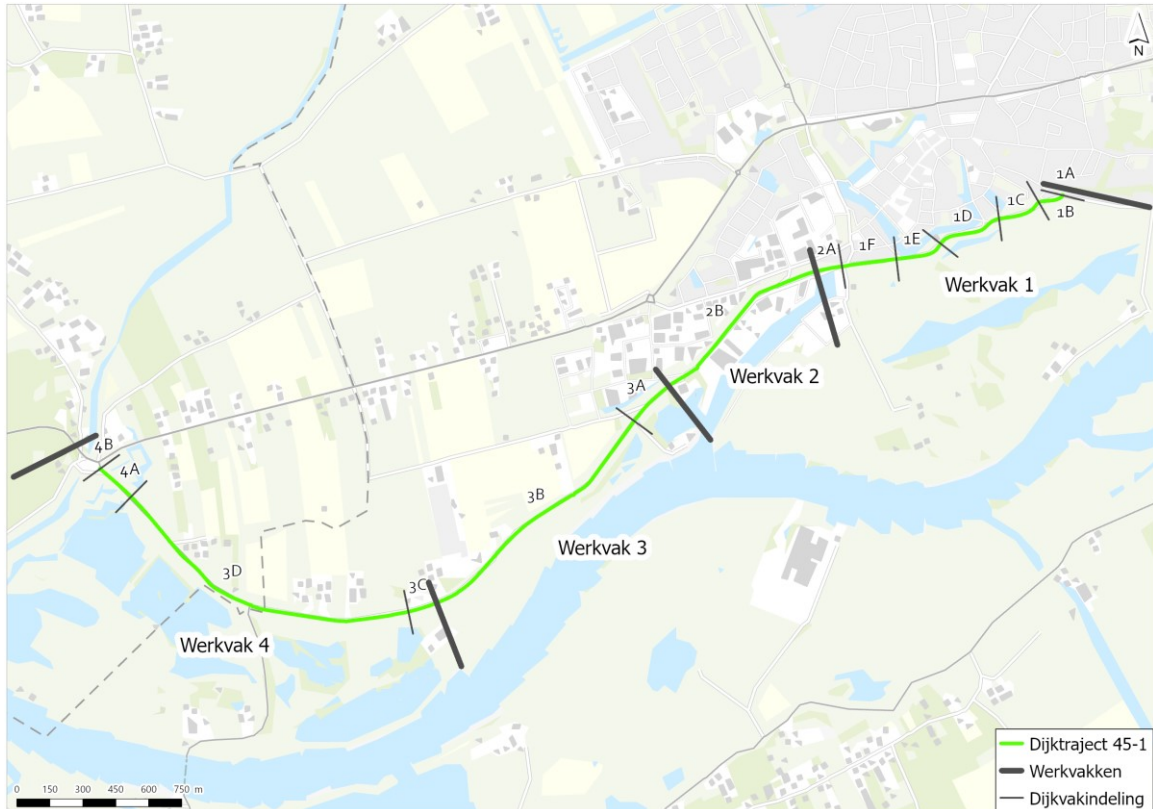 N
1A
1C
1B
1D
1E
1F
2A
Werkvak 1
2B
Werkvak 2
3A
4B
4A
3B
Werkvak 3
3D
3C
Werkvak 4
Dijktraject 45-1
Werkvakken
Dijkvakindeling
0 150 300 450 600 750 m